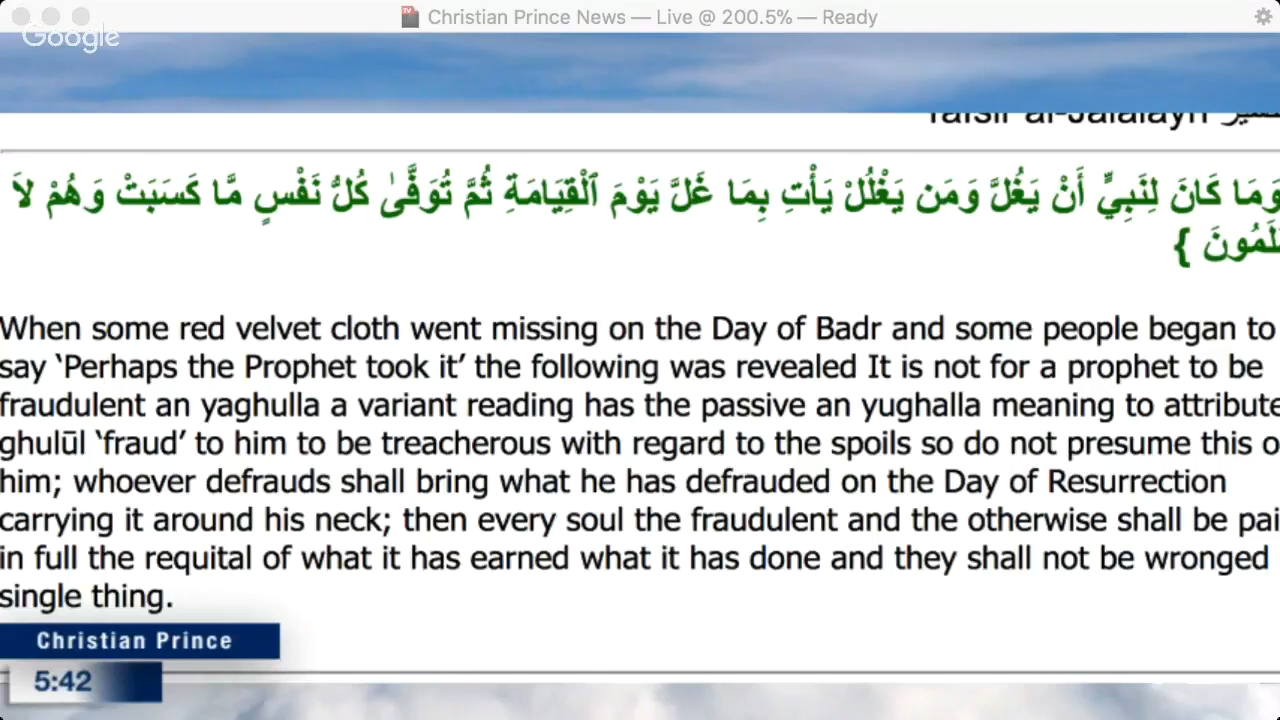 Christian Prince News — Live @ 200.5% — Ready
Google
Tafsir al-Jalalayn
وَمَا كَانَ لِنَبِيٍّ أَنْ يَغُلَّ وَمَن يَغْلُلْ يَأْتِ بِمَا غَلَّ يَوْمَ ٱلْقِيَامَةِ ثُمَّ تُوَفَّىٰ كُلُّ نَفْسٍ مَّا كَسَبَتْ وَهُمْ لاَ
لَمُونَ }
When some red velvet cloth went missing on the Day of Badr and some people began to
say ‘Perhaps the Prophet took it’ the following was revealed It is not for a prophet to be
fraudulent an yaghulla a variant reading has the passive an yughalla meaning to attribute
ghulūl ‘fraud’ to him to be treacherous with regard to the spoils so do not presume this o
him; whoever defrauds shall bring what he has defrauded on the Day of Resurrection
carrying it around his neck; then every soul the fraudulent and the otherwise shall be pai
in full the requital of what it has earned what it has done and they shall not be wronged
single thing.
Christian Prince
5:42